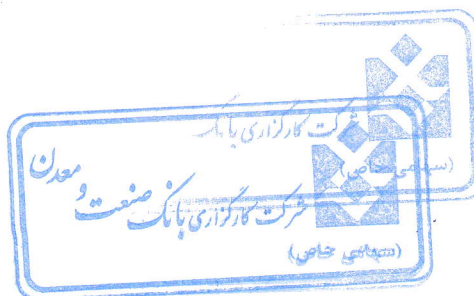 شرکت کارگزاری بانک
(سهامی خاص)
شرکت کارگزاری بانک صنعت و معدن
(سهامی خاص)